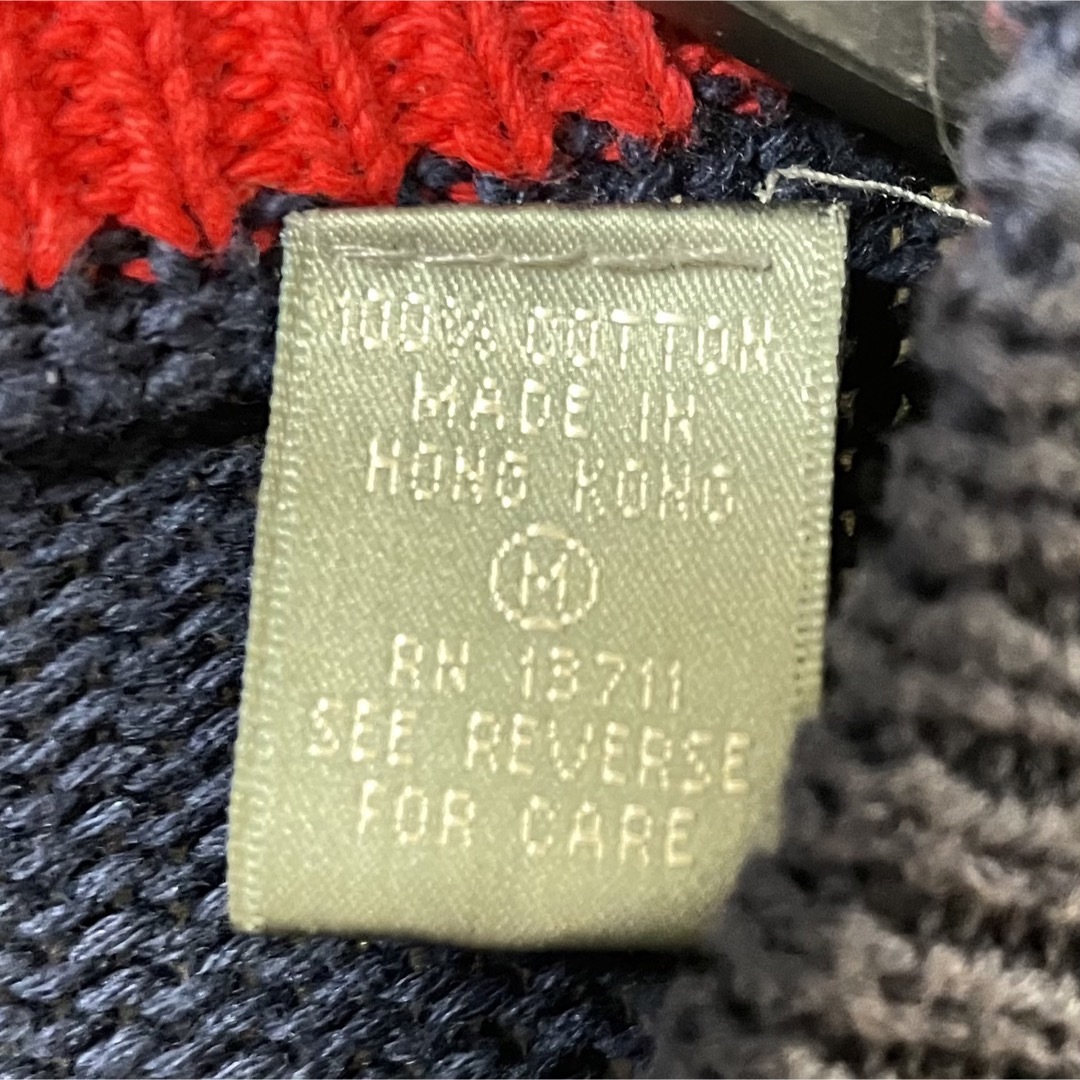 100% COTTON
MADE IN
HONG KONG
M
RN 13711
SEE REVERSE
FOR CARE